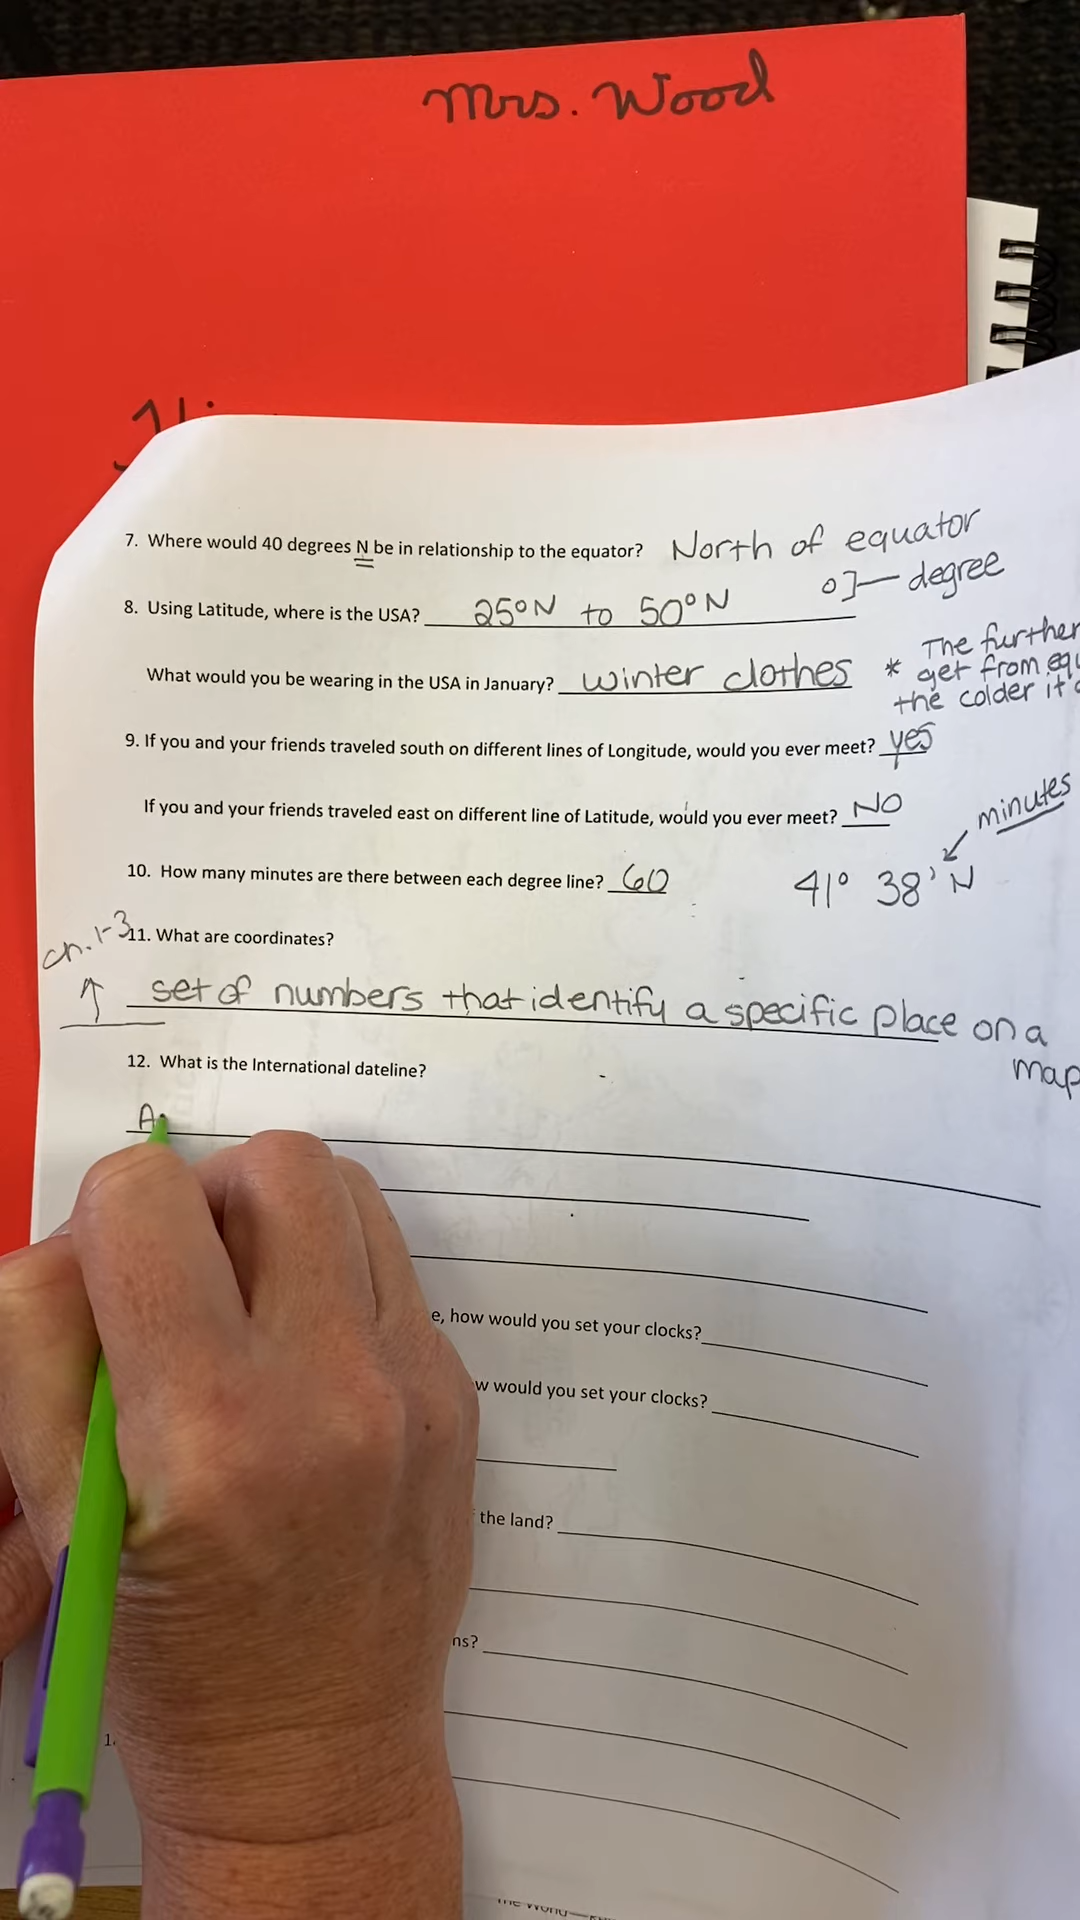 Mrs. Wood
7. Where would 40 degrees N be in relationship to the equator? North of equator
o]— degree
8. Using Latitude, where is the USA? 25°N to 50°N
What would you be wearing in the USA in January? winter clothes
* The further
get from equ
the colder it
9. If you and your friends traveled south on different lines of Longitude, would you ever meet? yes
If you and your friends traveled east on different line of Latitude, would you ever meet? NO
minutes
10. How many minutes are there between each degree line? 60
41° 38' N
ch. 1-3
11. What are coordinates?
set of numbers that identify a specific place on a
map
12. What is the International dateline?
A
e, how would you set your clocks?
w would you set your clocks?
the land?
ns?
1.